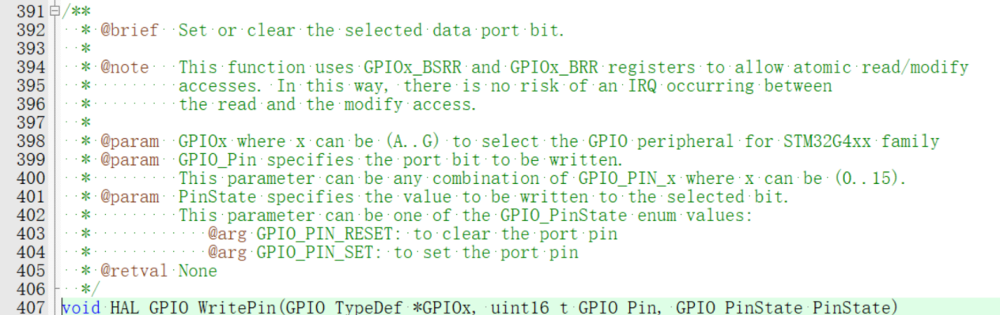 391 /**
392 * @brief Set or clear the selected data port bit.
393 *
394 * @note This function uses GPIOx_BSRR and GPIOx_BRR registers to allow atomic read/modify
395 * accesses. In this way, there is no risk of an IRQ occurring between
396 * the read and the modify access.
397 *
398 * @param GPIOx where x can be (A..G) to select the GPIO peripheral for STM32G4xx family
399 * @param GPIO_Pin specifies the port bit to be written.
400 * This parameter can be any combination of GPIO_PIN_x where x can be (0..15).
401 * @param PinState specifies the value to be written to the selected bit.
402 * This parameter can be one of the GPIO_PinState enum values:
403 * @arg GPIO_PIN_RESET: to clear the port pin
404 * @arg GPIO_PIN_SET: to set the port pin
405 * @retval None
406 */
407 void HAL_GPIO_WritePin(GPIO_TypeDef *GPIOx, uint16_t GPIO_Pin, GPIO_PinState PinState)